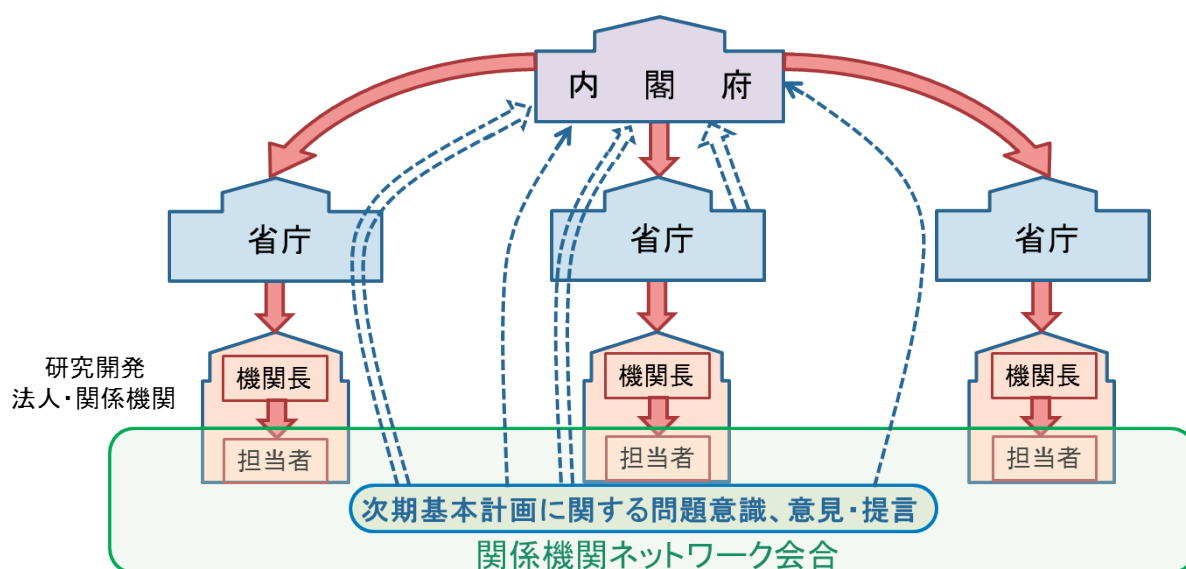 内閣府
省庁
省庁
省庁
研究開発
法人・関係機関
機関長
機関長
機関長
担当者
担当者
担当者
次期基本計画に関する問題意識、意見・提言
関係機関ネットワーク会合